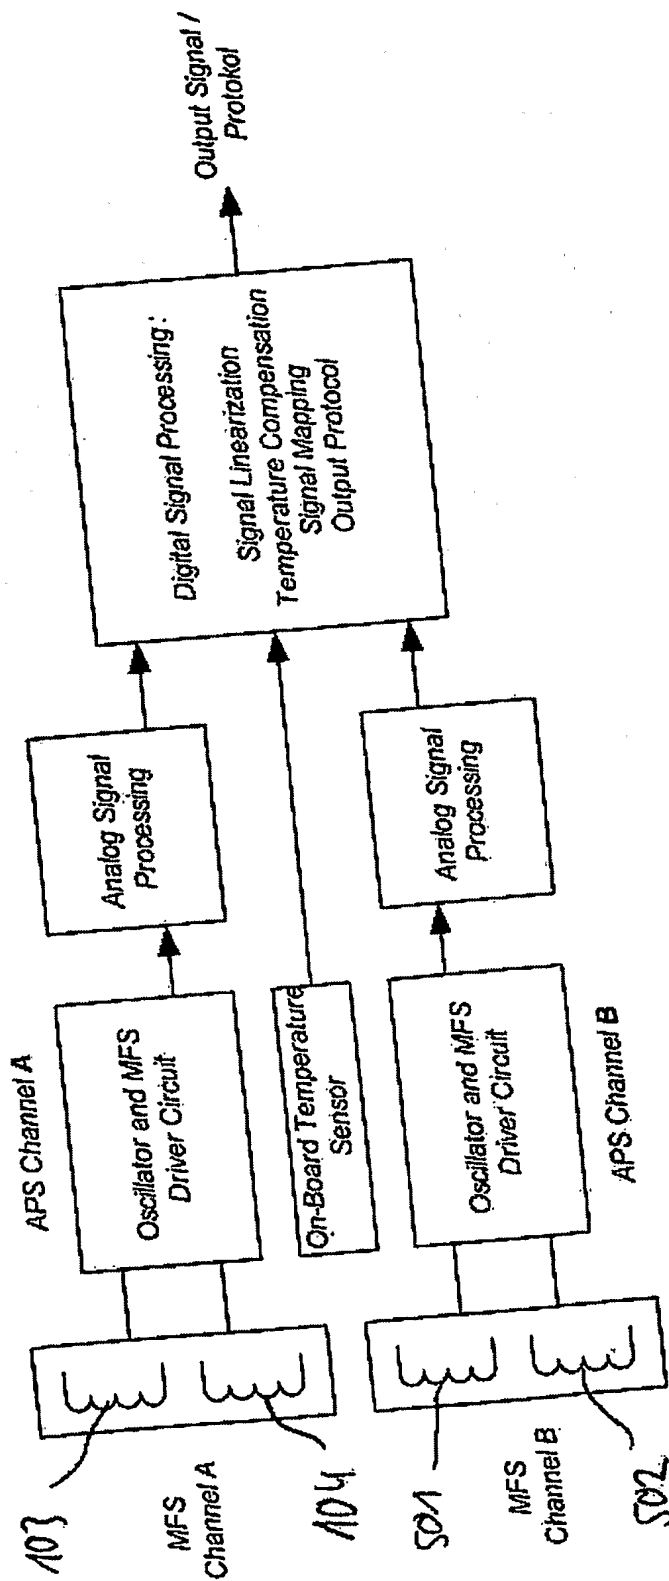 103
MFS
Channel A
104
501
MFS
Channel B
502
APS Channel A
Oscillator and MFS
Driver Circuit
On-Board Temperature
Sensor
Oscillator and MFS
Driver Circuit
APS Channel B
Analog Signal
Processing
Analog Signal
Processing
Digital Signal Processing:
Signal Linearization
Temperature Compensation
Signal Mapping
Output Protocol
Output Signal /
Protokol